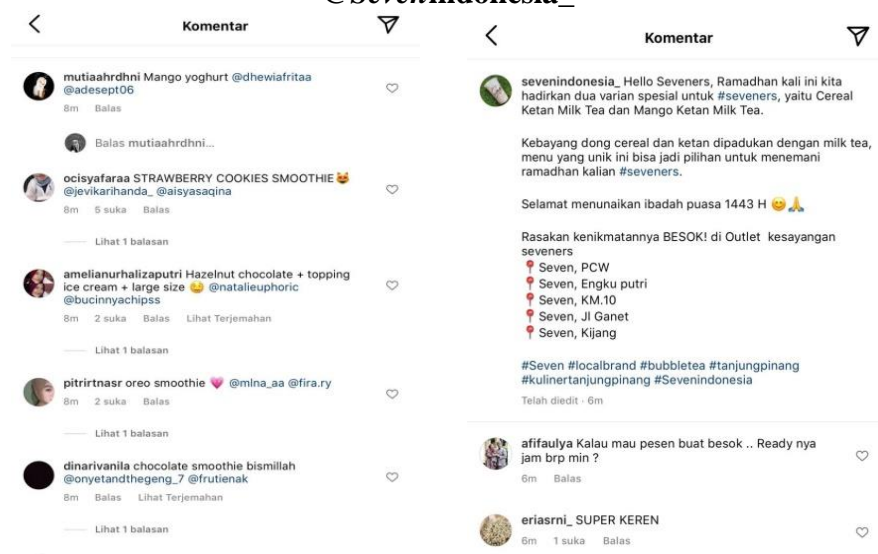 @Sevenindonesia_
Komentar
mutiaahrdhni Mango yoghurt @dhewiafritaa
@adesept06
8m Balas
Balas mutiaahrdhni...
ocisyafaraa STRAWBERRY COOKIES SMOOTHIE😻
@jevikarihanda_ @aisyasaqina
8m 5 suka Balas
Lihat 1 balasan
amelianurhalizaputri Hazelnut chocolate + topping
ice cream + large size 😆 @natalieuphoric
@bucinnyachipss
8m 2 suka Balas Lihat Terjemahan
Lihat 1 balasan
pitrirtnasr oreo smoothie 💗 @mlna_aa @fira.ry
8m 2 suka Balas
Lihat 1 balasan
dinarivanila chocolate smoothie bismillah
@onyetandthegeng_7 @frutienak
8m Balas Lihat Terjemahan
Lihat 1 balasan
Komentar
sevenindonesia_ Hello Seveners, Ramadhan kali ini kita
hadirkan dua varian spesial untuk #seveners, yaitu Cereal
Ketan Milk Tea dan Mango Ketan Milk Tea.
Kebayang dong cereal dan ketan dipadukan dengan milk tea,
menu yang unik ini bisa jadi pilihan untuk menemani
ramadhan kalian #seveners.
Selamat menunaikan ibadah puasa 1443 H 😊🙏
Rasakan kenikmatannya BESOK! di Outlet kesayangan
seveners
📍 Seven, PCW
📍 Seven, Engku putri
📍 Seven, KM.10
📍 Seven, Jl Ganet
📍 Seven, Kijang
#Seven #localbrand #bubbletea #tanjungpinang
#kulinertanjungpinang #Sevenindonesia
Telah diedit · 6m
afifaulya Kalau mau pesen buat besok .. Ready nya
jam brp min ?
6m Balas
eriasrni_ SUPER KEREN
6m 1 suka Balas